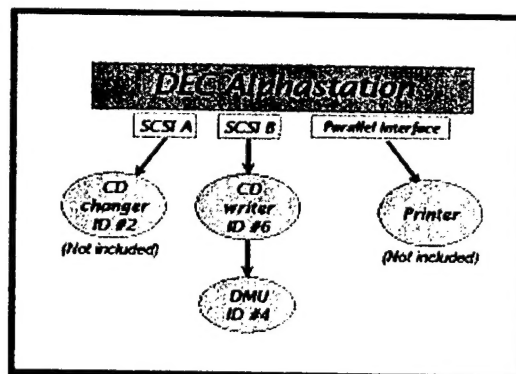 DEC Alphastation
SCSI A
SCSI B
Parallel Interface
CD
changer
ID #2
(Not included)
CD
writer
ID #6
Printer
(Not included)
DMU
ID #4